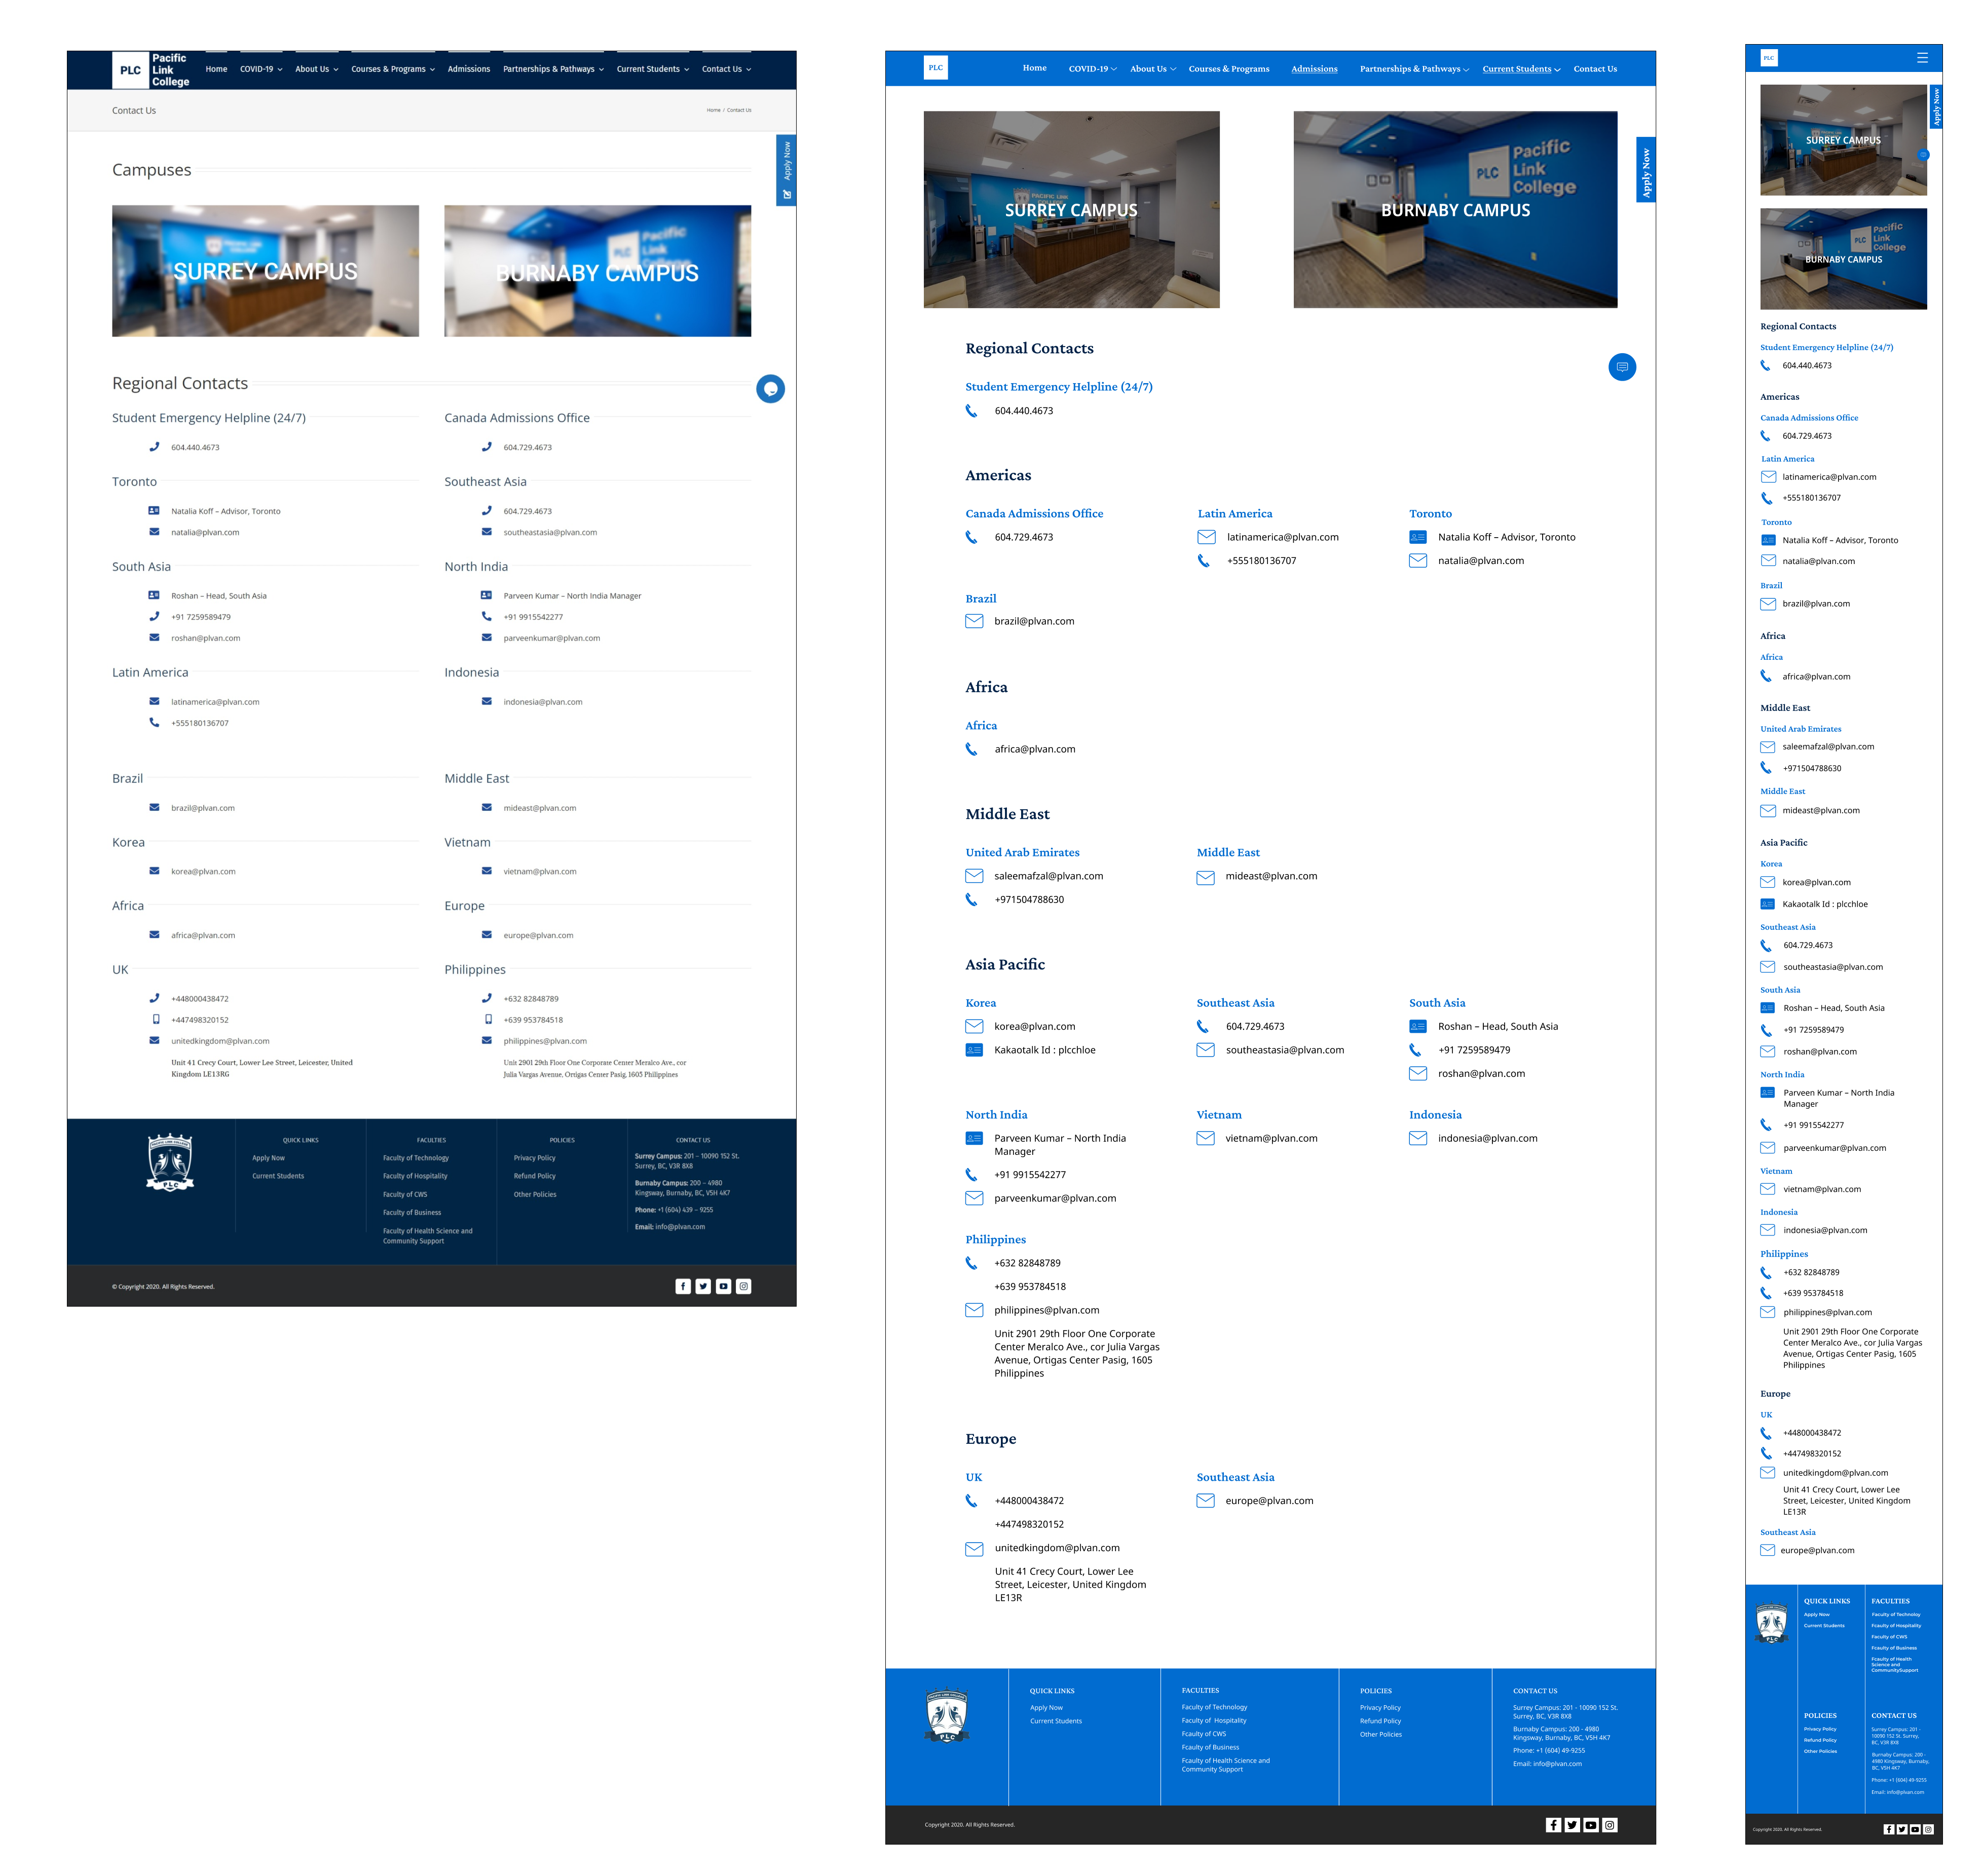 PLC Pacific
Link
College
Home COVID-19 About Us Courses & Programs Admissions Partnerships & Pathways Current Students Contact Us
Contact Us
Home / Contact Us
Apply Now
Campuses
SURREY CAMPUS
BURNABY CAMPUS
Regional Contacts
Student Emergency Helpline (24/7)
604.440.4673
Canada Admissions Office
604.729.4673
Toronto
Natalia Koff – Advisor, Toronto
natalia@plvan.com
Southeast Asia
604.729.4673
southeastasia@plvan.com
South Asia
Roshan – Head, South Asia
+91 7259589479
roshan@plvan.com
North India
Parveen Kumar – North India Manager
+91 9915542277
parveenkumar@plvan.com
Latin America
latinamerica@plvan.com
+555180136707
Indonesia
indonesia@plvan.com
Brazil
brazil@plvan.com
Middle East
mideast@plvan.com
Korea
korea@plvan.com
Vietnam
vietnam@plvan.com
Africa
africa@plvan.com
Europe
europe@plvan.com
UK
+448000438472
+447498320152
unitedkingdom@plvan.com
Unit 41 Crecy Court, Lower Lee Street, Leicester, United
Kingdom LE13RG
Philippines
+632 82848789
+639 953784518
philippines@plvan.com
Unit 2901 29th Floor One Corporate Center Meralco Ave., cor
Julia Vargas Avenue, Ortigas Center Pasig, 1605 Philippines
PACIFIC LINK COLLEGE
PLC
QUICK LINKS
Apply Now
Current Students
FACULTIES
Faculty of Technology
Faculty of Hospitality
Faculty of CWS
Faculty of Business
Faculty of Health Science and
Community Support
POLICIES
Privacy Policy
Refund Policy
Other Policies
CONTACT US
Surrey Campus: 201 – 10090 152 St.
Surrey, BC, V3R 8X8
Burnaby Campus: 200 – 4980
Kingsway, Burnaby, BC, V5H 4K7
Phone: +1 (604) 439 – 9255
Email: info@plvan.com
© Copyright 2020. All Rights Reserved.
PLC
Home COVID-19 About Us Courses & Programs Admissions Partnerships & Pathways Current Students Contact Us
Apply Now
PACIFIC LINK
COLLEGE
SURREY CAMPUS
PLC Pacific
Link
College
BURNABY CAMPUS
Regional Contacts
Student Emergency Helpline (24/7)
604.440.4673
Americas
Canada Admissions Office
604.729.4673
Latin America
latinamerica@plvan.com
+555180136707
Toronto
Natalia Koff – Advisor, Toronto
natalia@plvan.com
Brazil
brazil@plvan.com
Africa
Africa
africa@plvan.com
Middle East
United Arab Emirates
saleemafzal@plvan.com
+971504788630
Middle East
mideast@plvan.com
Asia Pacific
Korea
korea@plvan.com
Kakaotalk Id : plcchloe
Southeast Asia
604.729.4673
southeastasia@plvan.com
South Asia
Roshan – Head, South Asia
+91 7259589479
roshan@plvan.com
North India
Parveen Kumar – North India
Manager
+91 9915542277
parveenkumar@plvan.com
Vietnam
vietnam@plvan.com
Indonesia
indonesia@plvan.com
Philippines
+632 82848789
+639 953784518
philippines@plvan.com
Unit 2901 29th Floor One Corporate
Center Meralco Ave., cor Julia Vargas
Avenue, Ortigas Center Pasig, 1605
Philippines
Europe
UK
+448000438472
+447498320152
unitedkingdom@plvan.com
Unit 41 Crecy Court, Lower Lee
Street, Leicester, United Kingdom
LE13R
Southeast Asia
europe@plvan.com
PACIFIC LINK COLLEGE
PLC
QUICK LINKS
Apply Now
Current Students
FACULTIES
Faculty of Technology
Faculty of Hospitality
Fcaulty of CWS
Fcaulty of Business
Fcaulty of Health Science and
Community Support
POLICIES
Privacy Policy
Refund Policy
Other Policies
CONTACT US
Surrey Campus: 201 - 10090 152 St.
Surrey, BC, V3R 8X8
Burnaby Campus: 200 - 4980
Kingsway, Burnaby, BC, V5H 4K7
Phone: +1 (604) 49-9255
Email: info@plvan.com
Copyright 2020. All Rights Reserved.
PLC
Apply Now
SURREY CAMPUS
PLC Pacific
Link
College
BURNABY CAMPUS
Regional Contacts
Student Emergency Helpline (24/7)
604.440.4673
Americas
Canada Admissions Office
604.729.4673
Latin America
latinamerica@plvan.com
+555180136707
Toronto
Natalia Koff – Advisor, Toronto
natalia@plvan.com
Brazil
brazil@plvan.com
Africa
Africa
africa@plvan.com
Middle East
United Arab Emirates
saleemafzal@plvan.com
+971504788630
Middle East
mideast@plvan.com
Asia Pacific
Korea
korea@plvan.com
Kakaotalk Id : plcchloe
Southeast Asia
604.729.4673
southeastasia@plvan.com
South Asia
Roshan – Head, South Asia
+91 7259589479
roshan@plvan.com
North India
Parveen Kumar – North India
Manager
+91 9915542277
parveenkumar@plvan.com
Vietnam
vietnam@plvan.com
Indonesia
indonesia@plvan.com
Philippines
+632 82848789
+639 953784518
philippines@plvan.com
Unit 2901 29th Floor One Corporate
Center Meralco Ave., cor Julia Vargas
Avenue, Ortigas Center Pasig, 1605
Philippines
Europe
UK
+448000438472
+447498320152
unitedkingdom@plvan.com
Unit 41 Crecy Court, Lower Lee
Street, Leicester, United Kingdom
LE13R
Southeast Asia
europe@plvan.com
PLC
QUICK LINKS
Apply Now
Current Students
FACULTIES
Faculty of Technoloy
Fcaulty of Hospitality
Fcaulty of CWS
Fcaulty of Business
Fcaulty of Health
Science and
CommunitySupport
POLICIES
Privacy Policy
Refund Policy
Other Policies
CONTACT US
Surrey Campus: 201 -
10090 152 St. Surrey,
BC, V3R 8X8
Burnaby Campus: 200 -
4980 Kingsway, Burnaby,
BC, V5H 4K7
Phone: +1 (604) 49-9255
Email: info@plvan.com
Copyright 2020. All Rights Reserved.